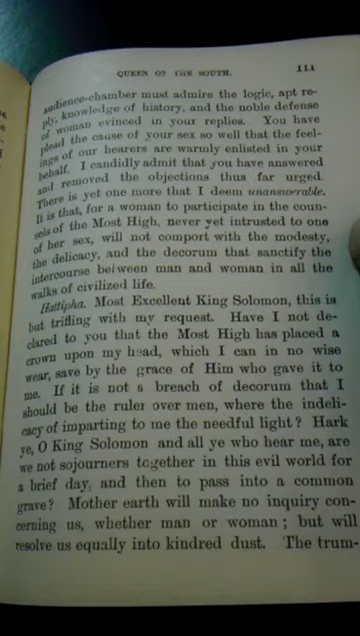 QUEEN OF THE SOUTH. 111
audience-chamber must admire the logic, apt re-
ply, knowledge of history, and the noble defense
of woman evinced in your replies. You have
plead the cause of your sex so well that the feel-
ings of our hearers are warmly enlisted in your
behalf. I candidly admit that you have answered
and removed the objections thus far urged.
There is yet one more that I deem unanswerable.
It is that, for a woman to participate in the coun-
sels of the Most High, never yet intrusted to one
of her sex, will not comport with the modesty,
the delicacy, and the decorum that sanctify the
intercourse between man and woman in all the
walks of civilized life.
Hattipha. Most Excellent King Solomon, this is
but trifling with my request. Have I not de-
clared to you that the Most High has placed a
crown upon my head, which I can in no wise
wear, save by the grace of Him who gave it to
me. If it is not a breach of decorum that I
should be the ruler over men, where the indeli-
cacy of imparting to me the needful light? Hark
ye, O King Solomon and all ye who hear me, are
we not sojourners together in this evil world for
a brief day, and then to pass into a common
grave? Mother earth will make no inquiry con-
cerning us, whether man or woman; but will
resolve us equally into kindred dust. The trum-